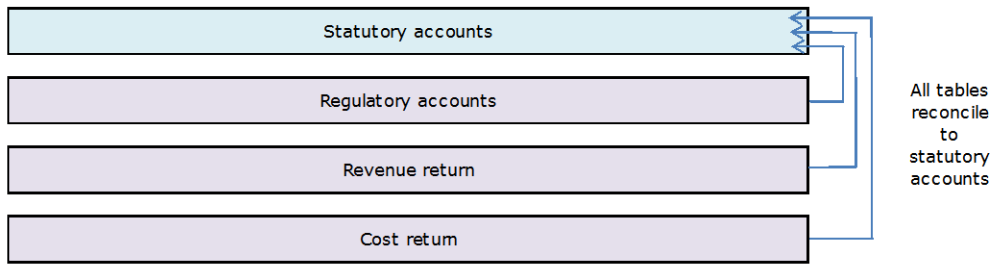 Statutory accounts
Regulatory accounts
Revenue return
Cost return
All tables
reconcile
to
statutory
accounts